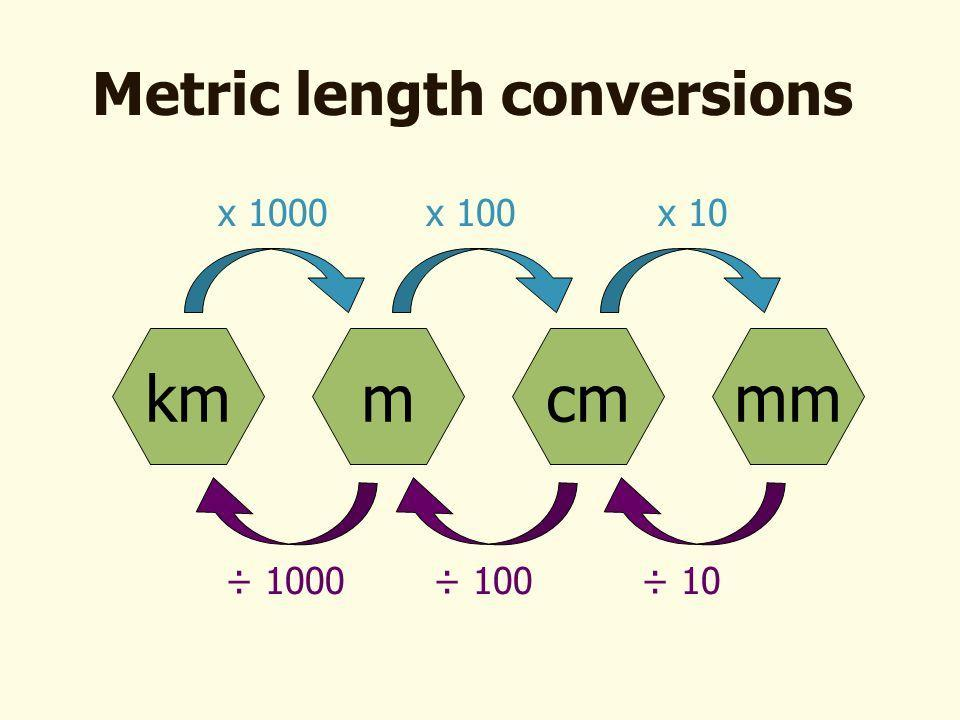 Metric length conversions
x 1000 x 100 x 10
km m cm mm
÷ 1000 ÷ 100 ÷ 10